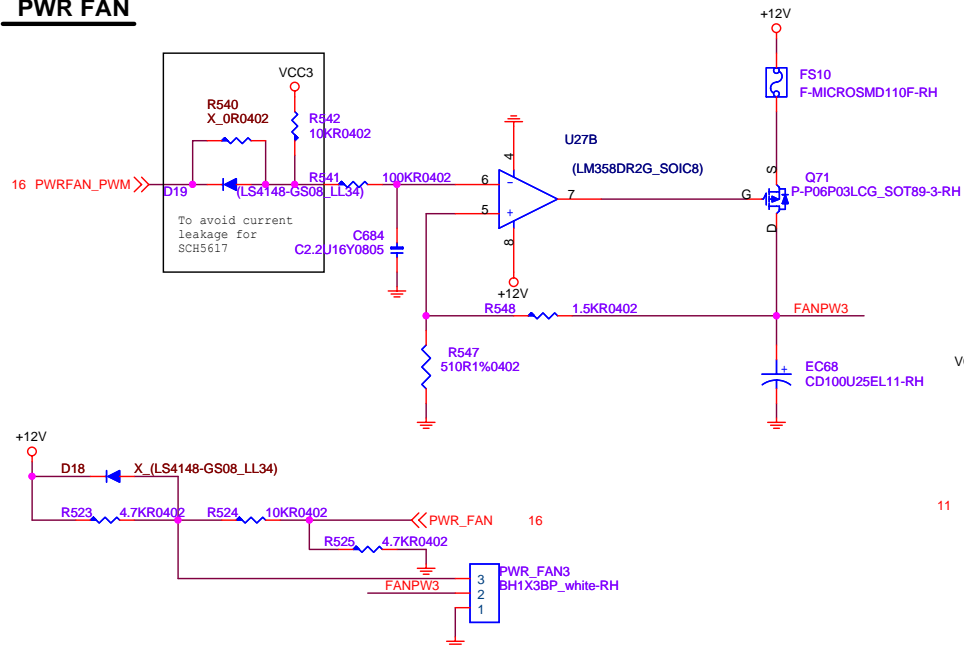 PWR FAN
+12V
FS10
F-MICROSMD110F-RH
VCC3
R540
X_0R0402
R542
10KR0402
U27B
(LM358DR2G_SOIC8)
4
16 PWRFAN_PWM
D19
(LS4148-GS08_LL34)
R541
100KR0402
6
5
7
8
-
+
G
S
D
Q71
P-P06P03LCG_SOT89-3-RH
To avoid current
leakage for
SCH5617
C684
C2.2U16Y0805
+12V
R548
1.5KR0402
FANPW3
R547
510R1%0402
+
EC68
CD100U25EL11-RH
+12V
D18
X_(LS4148-GS08_LL34)
R523
4.7KR0402
R524
10KR0402
PWR_FAN 16
11
R525
4.7KR0402
FANPW3
3
2
1
PWR_FAN3
BH1X3BP_white-RH